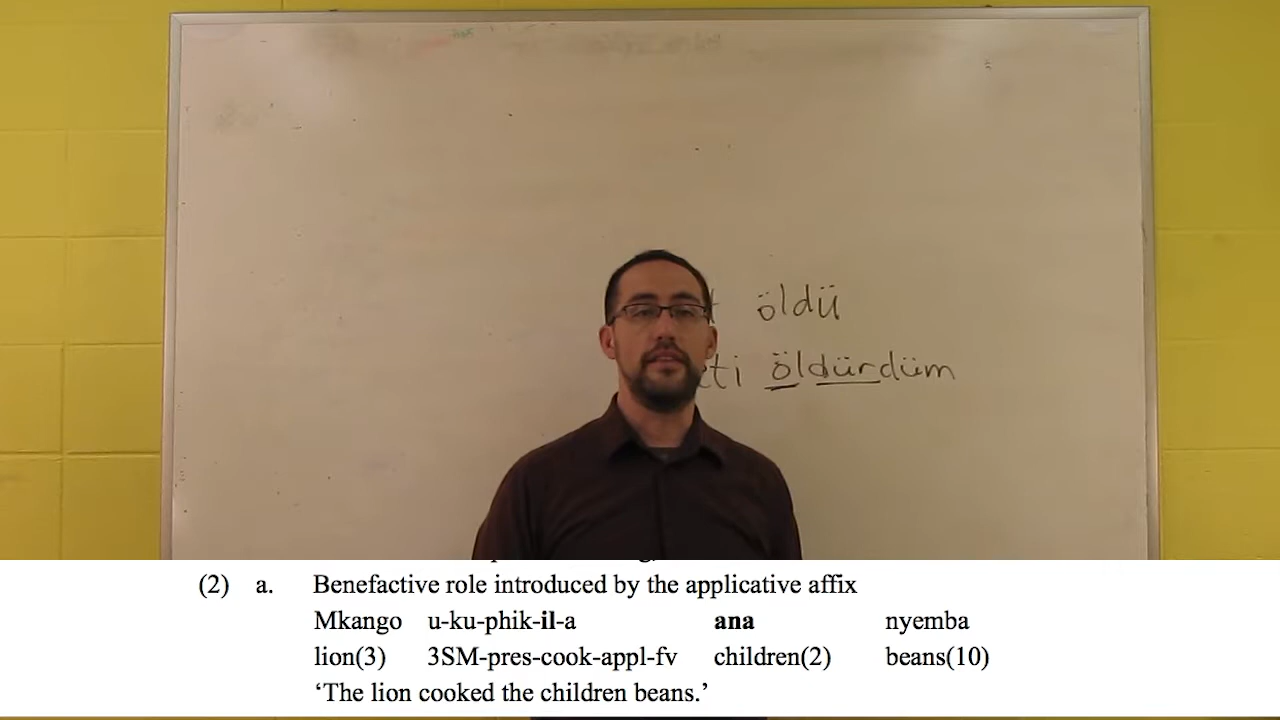 öldü
eti öldürdüm
(2) a. Benefactive role introduced by the applicative affix
Mkango u-ku-phik-il-a ana nyemba
lion(3) 3SM-pres-cook-appl-fv children(2) beans(10)
‘The lion cooked the children beans.’